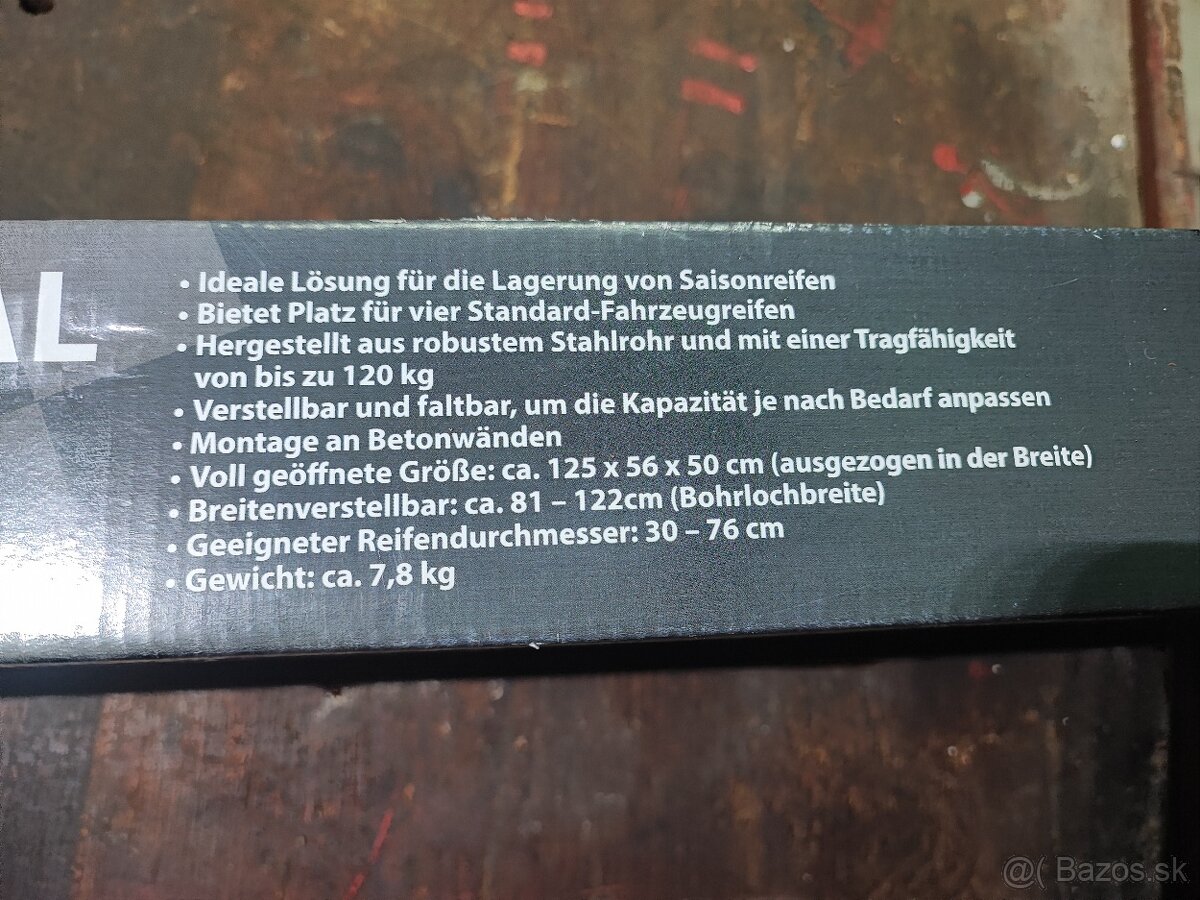 AL
• Ideale Lösung für die Lagerung von Saisonreifen
• Bietet Platz für vier Standard-Fahrzeugreifen
• Hergestellt aus robustem Stahlrohr und mit einer Tragfähigkeit
von bis zu 120 kg
• Verstellbar und faltbar, um die Kapazität je nach Bedarf anpassen
• Montage an Betonwänden
• Voll geöffnete Größe: ca. 125 x 56 x 50 cm (ausgezogen in der Breite)
• Breitenverstellbar: ca. 81 – 122cm (Bohrlochbreite)
• Geeigneter Reifendurchmesser: 30 – 76 cm
• Gewicht: ca. 7,8 kg
@( Bazos.sk